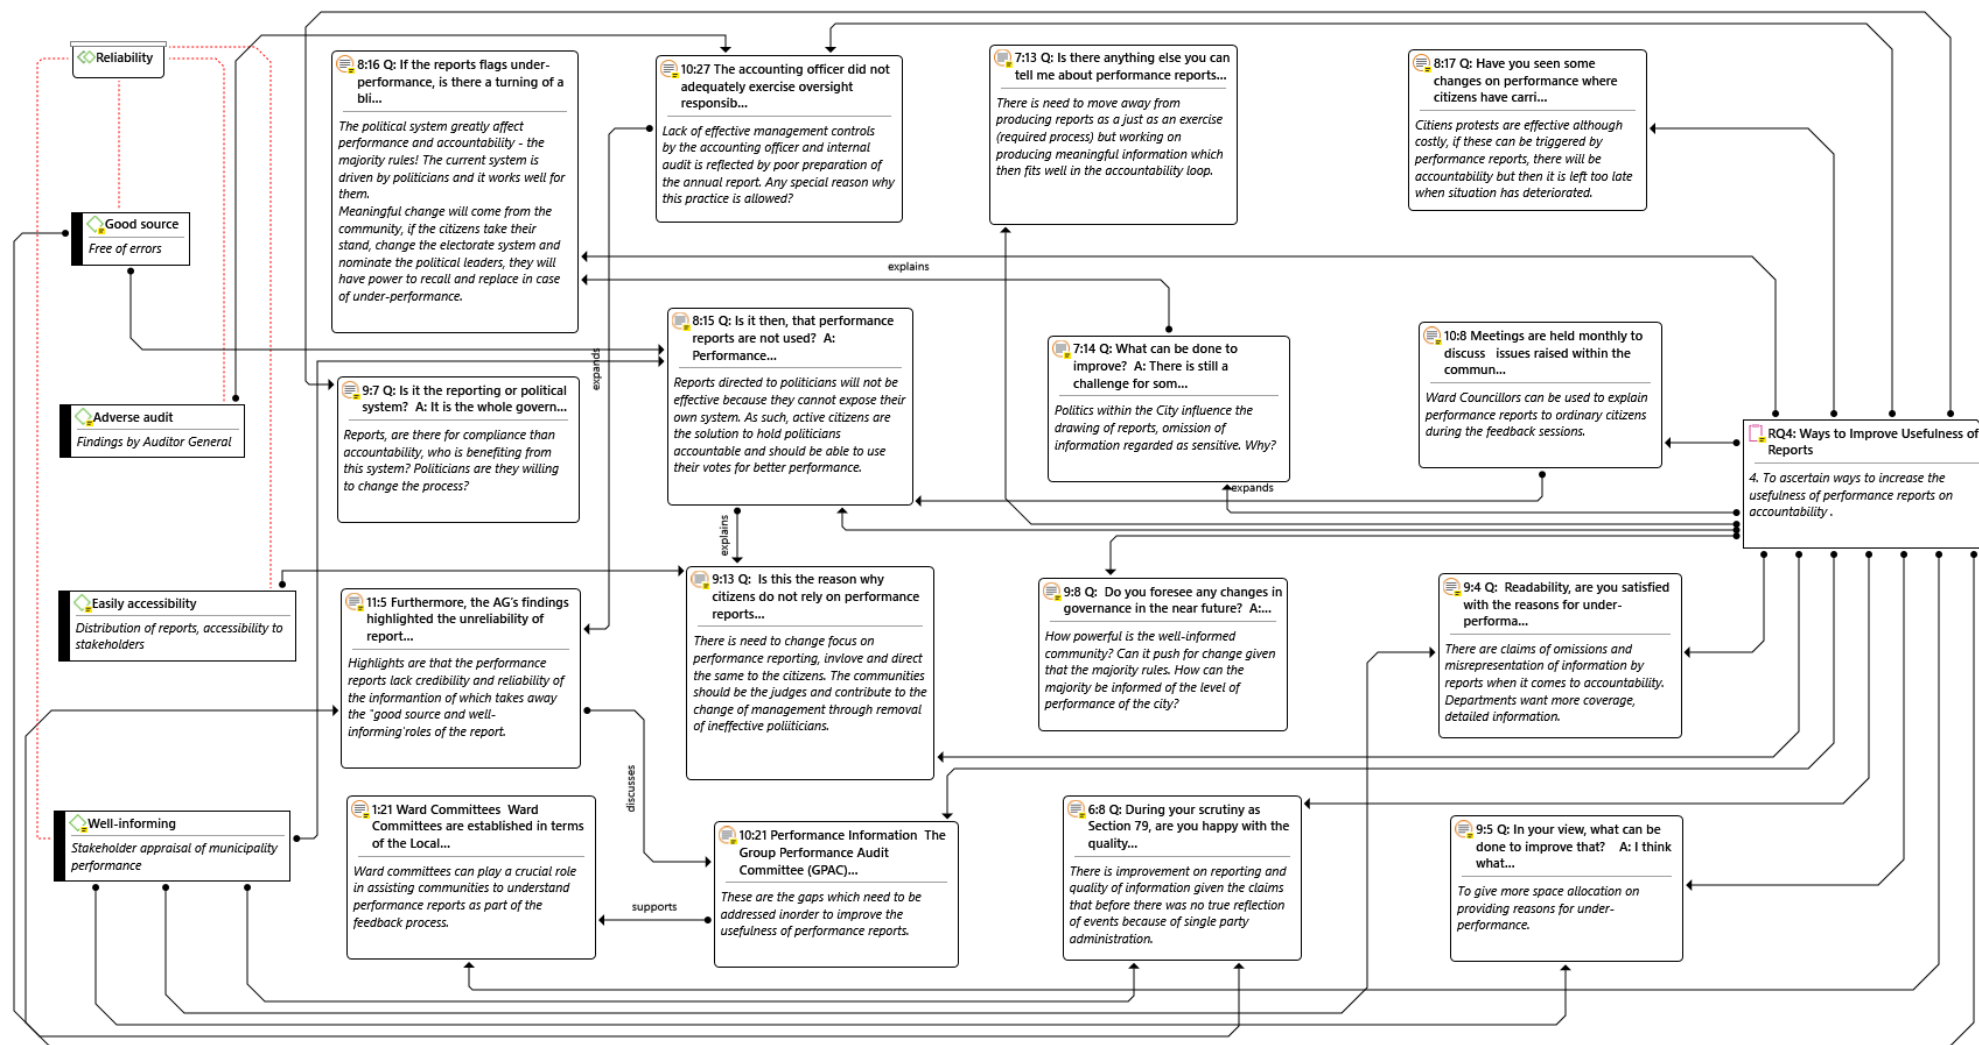 Reliability
8:16 Q: If the reports flags under-
performance, is there a turning of a
bli...
The political system greatly affect
performance and accountability - the
majority rules! The current system is
driven by politicians and it works well for
them.
Meaningful change will come from the
community, if the citizens take their
stand, change the electorate system and
nominate the political leaders, they will
have power to recall and replace in case
of under-performance.
10:27 The accounting officer did not
adequately exercise oversight
responsib...
Lack of effective management controls
by the accounting officer and internal
audit is reflected by poor preparation of
the annual report. Any special reason why
this practice is allowed?
7:13 Q: Is there anything else you can
tell me about performance reports...
There is need to move away from
producing reports as a just as an exercise
(required process) but working on
producing meaningful information which
then fits well in the accountability loop.
8:17 Q: Have you seen some
changes on performance where
citizens have carri...
Citiens protests are effective although
costly, if these can be triggered by
performance reports, there will be
accountability but then it is left too late
when situation has deteriorated.
Good source
Free of errors
explains
8:15 Q: Is it then, that performance
reports are not used?  A:
Performance...
Reports directed to politicians will not be
effective because they cannot expose their
own system. As such, active citizens are
the solution to hold politicians
accountable and should be able to use
their votes for better performance.
7:14 Q: What can be done to
improve?  A: There is still a
challenge for som...
Politics within the City influence the
drawing of reports, omission of
information regarded as sensitive. Why?
10:8 Meetings are held monthly to
discuss   issues raised within the
commun...
Ward Councillors can be used to explain
performance reports to ordinary citizens
during the feedback sessions.
expands
9:7 Q: Is it the reporting or political
system?  A: It is the whole govern...
Reports, are there for compliance than
accountability, who is benefiting from
this system? Politicians are they willing
to change the process?
Adverse audit
Findings by Auditor General
RQ4: Ways to Improve Usefulness of
Reports
4. To ascertain ways to increase the
usefulness of performance reports on
accountability .
expands
explains
Easily accessibility
Distribution of reports, accessibility to
stakeholders
11:5 Furthermore, the AG's findings
highlighted the unreliability of
report...
Highlights are that the performance
reports lack credibility and reliability of
the informantion of which takes away
the "good source and well-
informing'roles of the report.
9:13 Q:  Is this the reason why
citizens do not rely on performance
reports...
There is need to change focus on
performance reporting, invlove and direct
the same to the citizens. The communities
should be the judges and contribute to the
change of management through removal
of ineffective poliiticians.
9:8 Q:  Do you foresee any changes in
governance in the near future?  A:...
How powerful is the well-informed
community? Can it push for change given
that the majority rules. How can the
majority be informed of the level of
performance of the city?
9:4 Q:  Readability, are you satisfied
with the reasons for under-
performa...
There are claims of omissions and
misrepresentation of information by
reports when it comes to accountability.
Departments want more coverage,
detailed information.
discusses
Well-informing
Stakeholder appraisal of municipality
performance
1:21 Ward Committees  Ward
Committees are established in terms
of the Local...
Ward committees can play a crucial role
in assisting communities to understand
performance reports as part of the
feedback process.
supports
10:21 Performance Information  The
Group Performance Audit
Committee (GPAC)...
These are the gaps which need to be
addressed inorder to improve the
usefulness of performance reports.
6:8 Q: During your scrutiny as
Section 79, are you happy with the
quality...
There is improvement on reporting and
quality of information given the claims
that before there was no true reflection
of events because of single party
administration.
9:5 Q: In your view, what can be
done to improve that?    A: I think
what...
To give more space allocation on
providing reasons for under-
performance.